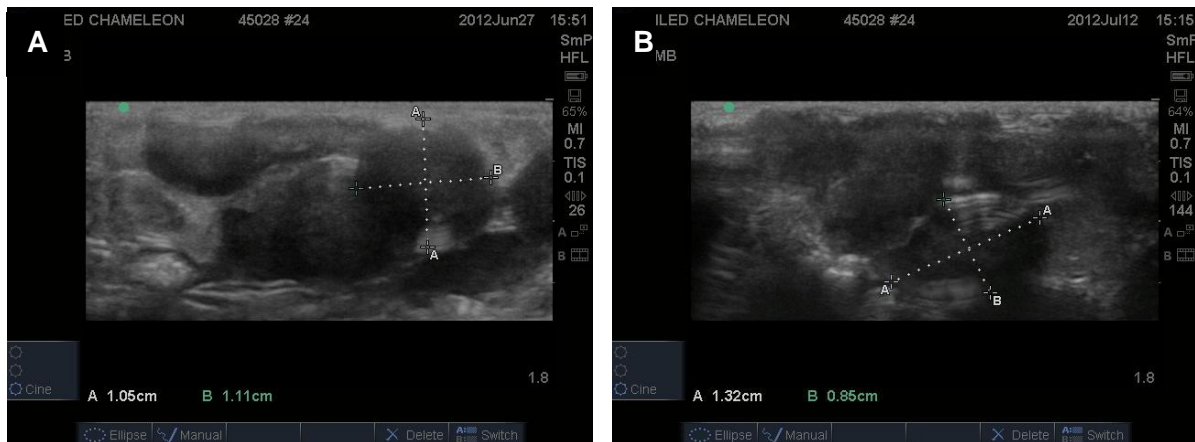 A
ED CHAMELEON 45028 #24 2012Jun27 15:51
B
SmP
HFL
65%
MI
0.7
TIS
0.1
26
A
B
A
B
A
1.8
Cine
A 1.05cm B 1.11cm
Ellipse Manual Delete A B Switch
B
ILED CHAMELEON 45028 #24 2012Jul12 15:15
MB
SmP
HFL
64%
MI
0.7
TIS
0.1
144
A
B
A
A
B
1.8
Cine
A 1.32cm B 0.85cm
Ellipse Manual Delete A B Switch